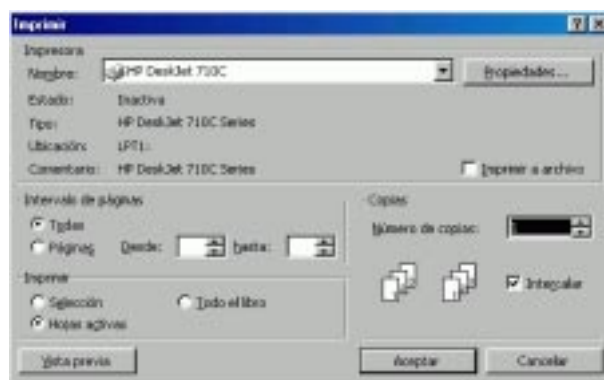 Imprimir
Impresora
Nombre: HP DeskJet 710C Propiedades...
Estado: Inactiva
Tipo: HP DeskJet 710C Series
Ubicación: LPT1:
Comentario: HP DeskJet 710C Series Imprimir a archivo
Intervalo de páginas Copias
Todas Número de copias:
Páginas Desde: hasta:
Imprimir Intercalar
Selección Todo el libro
Hojas activas
Vista previa Aceptar Cancelar